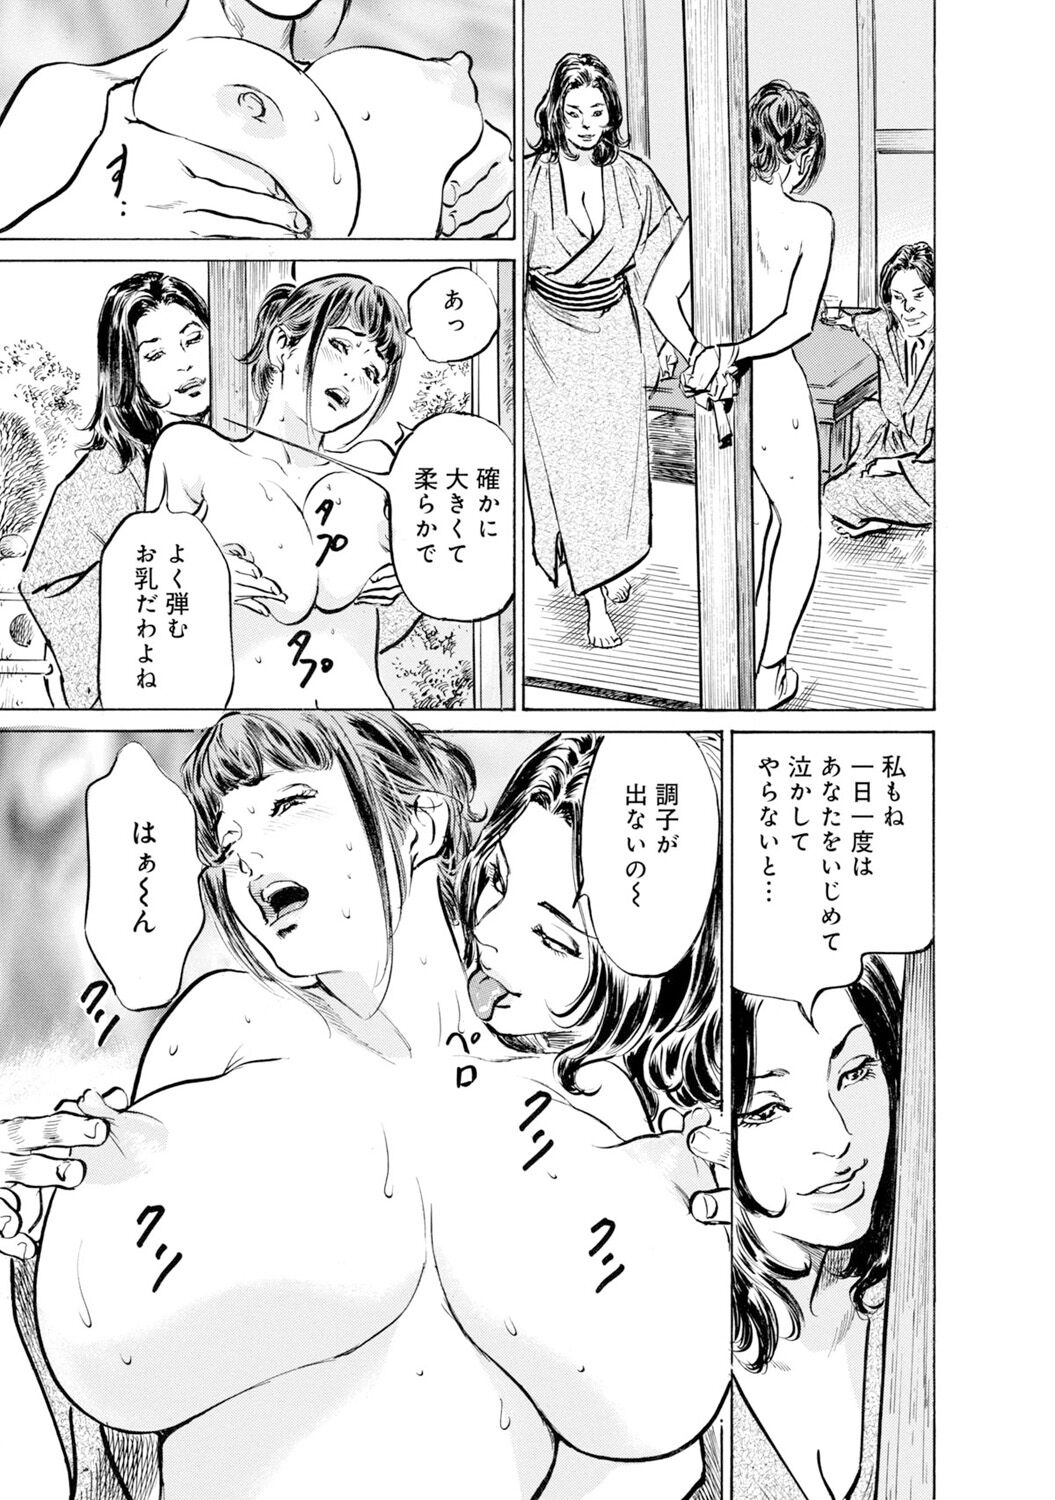 すっ…
あっ
確かに
大きくて
柔らかで
よく弾む
お乳だわよね
タプ
タプ
私もね
一日一度は
あなたをいじめて
泣かして
やらないと…
調子が
出ないの～
はぁ～ん
ペロ
クリ
クリ
クリ
クリ